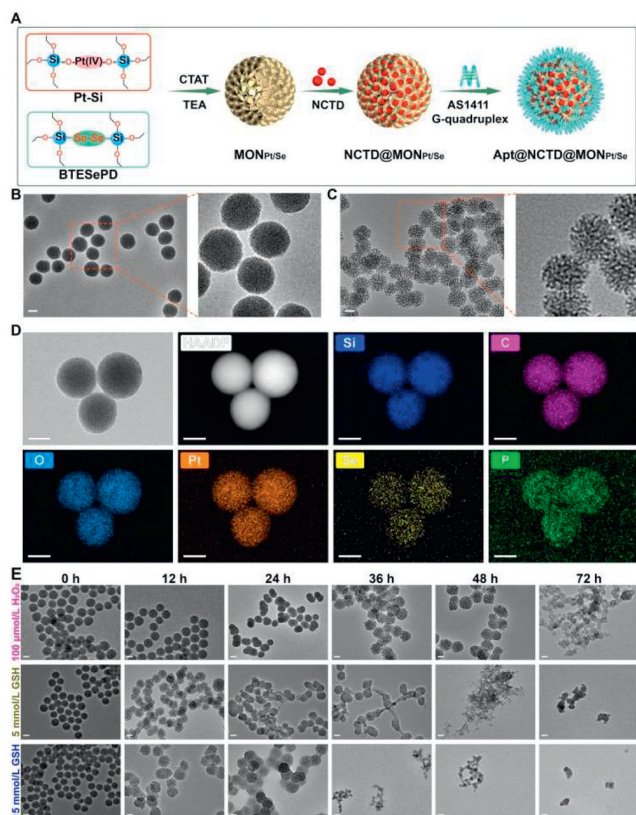 A
Si
Pt(IV)
Si
Pt-Si
Si
Se-Se
Si
BTESePD
CTAT
TEA
MONPt/Se
NCTD
NCTD@MONPt/Se
AS1411
G-quadruplex
Apt@NCTD@MONPt/Se
B
C
D
HAADF
Si
C
O
Pt
Se
P
E
0 h 12 h 24 h 36 h 48 h 72 h
100 μmol/L H₂O₂
5 mmol/L GSH
5 mmol/L GSH